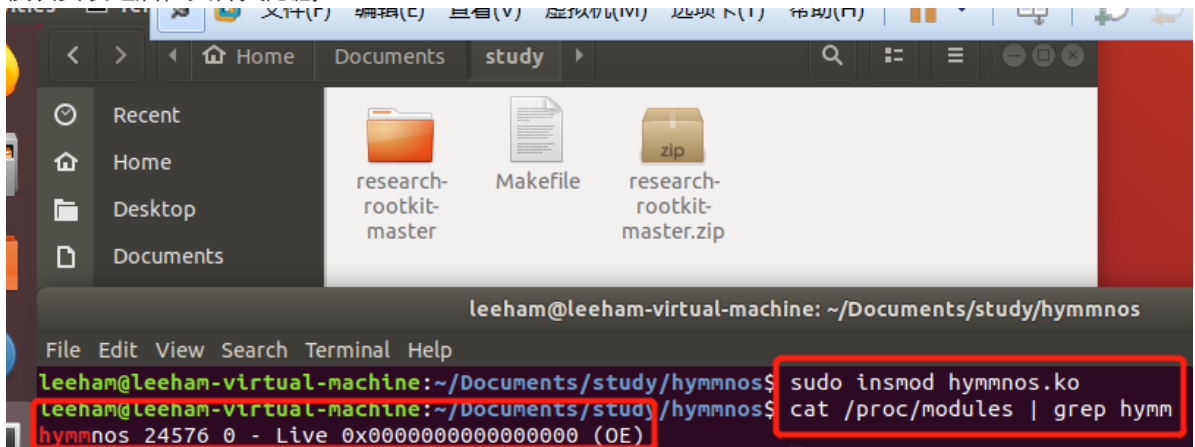 文件(F) 编辑(E) 查看(V) 虚拟机(M) 选项卡(T) 帮助(H)
Home Documents study
Recent
Home
Desktop
Documents
research-rootkit-master
Makefile
zip
research-rootkit-master.zip
leeham@leeham-virtual-machine: ~/Documents/study/hymmnos
File Edit View Search Terminal Help
leeham@leeham-virtual-machine:~/Documents/study/hymmnos$ sudo insmod hymmnos.ko
leeham@leeham-virtual-machine:~/Documents/study/hymmnos$ cat /proc/modules | grep hymm
hymmnos 24576 0 - Live 0x0000000000000000 (OE)